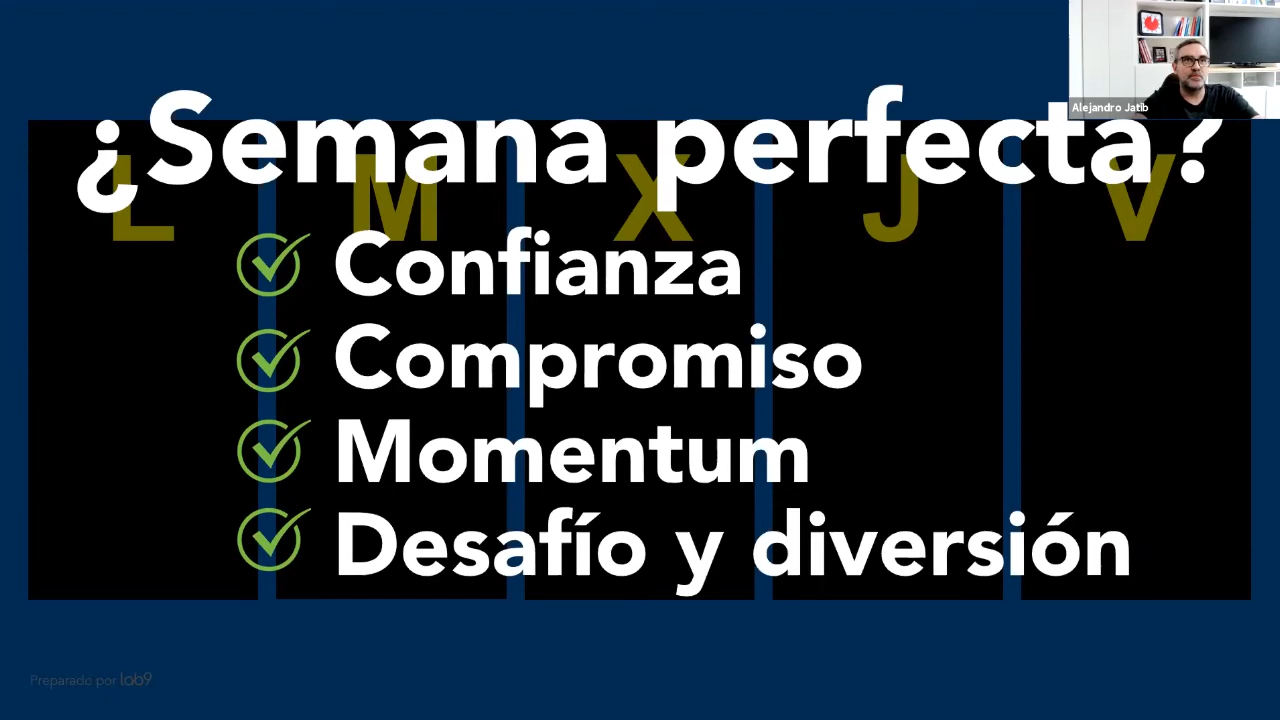 Alejandro Jatib
¿Semana perfecta?
L M X J V
Confianza
Compromiso
Momentum
Desafío y diversión
Preparado por lab9